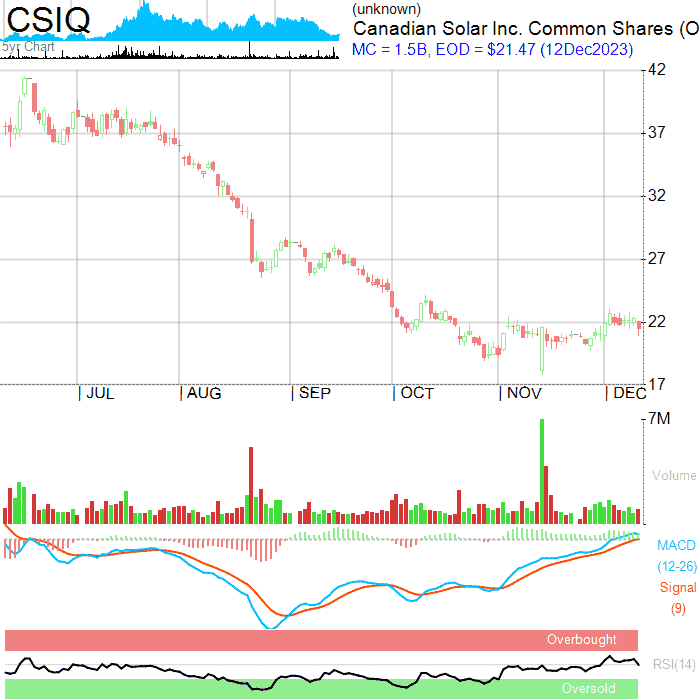 CSIQ
5yr Chart
(unknown)
Canadian Solar Inc. Common Shares (O
MC = 1.5B, EOD = $21.47 (12Dec2023)
42
37
32
27
22
17
JUL
AUG
SEP
OCT
NOV
DEC
7M
Volume
MACD
(12-26)
Signal
(9)
Overbought
RSI(14)
Oversold